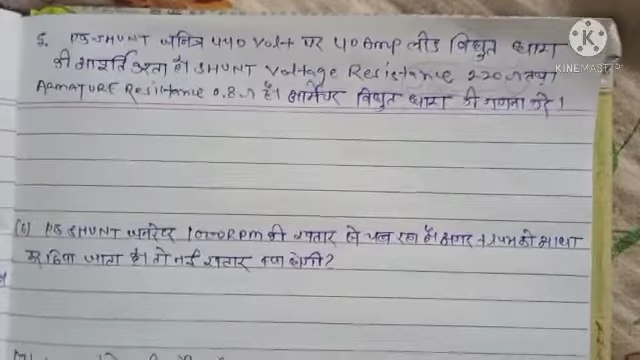 एक SHUNT जनित्र 440 Volt पर 40 Amp लोड विद्युत धारा
की आपूर्ति करता है। SHUNT Voltage Resistance 220 Ω तथा
ARMATURE Resistance 0.8 Ω है। आर्मेचर विद्युत धारा की गणना करे।
KINEMASTER
(6) एक SHUNT जनरेटर 1000 RPM की रफ्तार से चल रहा है। अगर को आधा
कर दिया जाता है। तो नई रफ्तार क्या होगी?